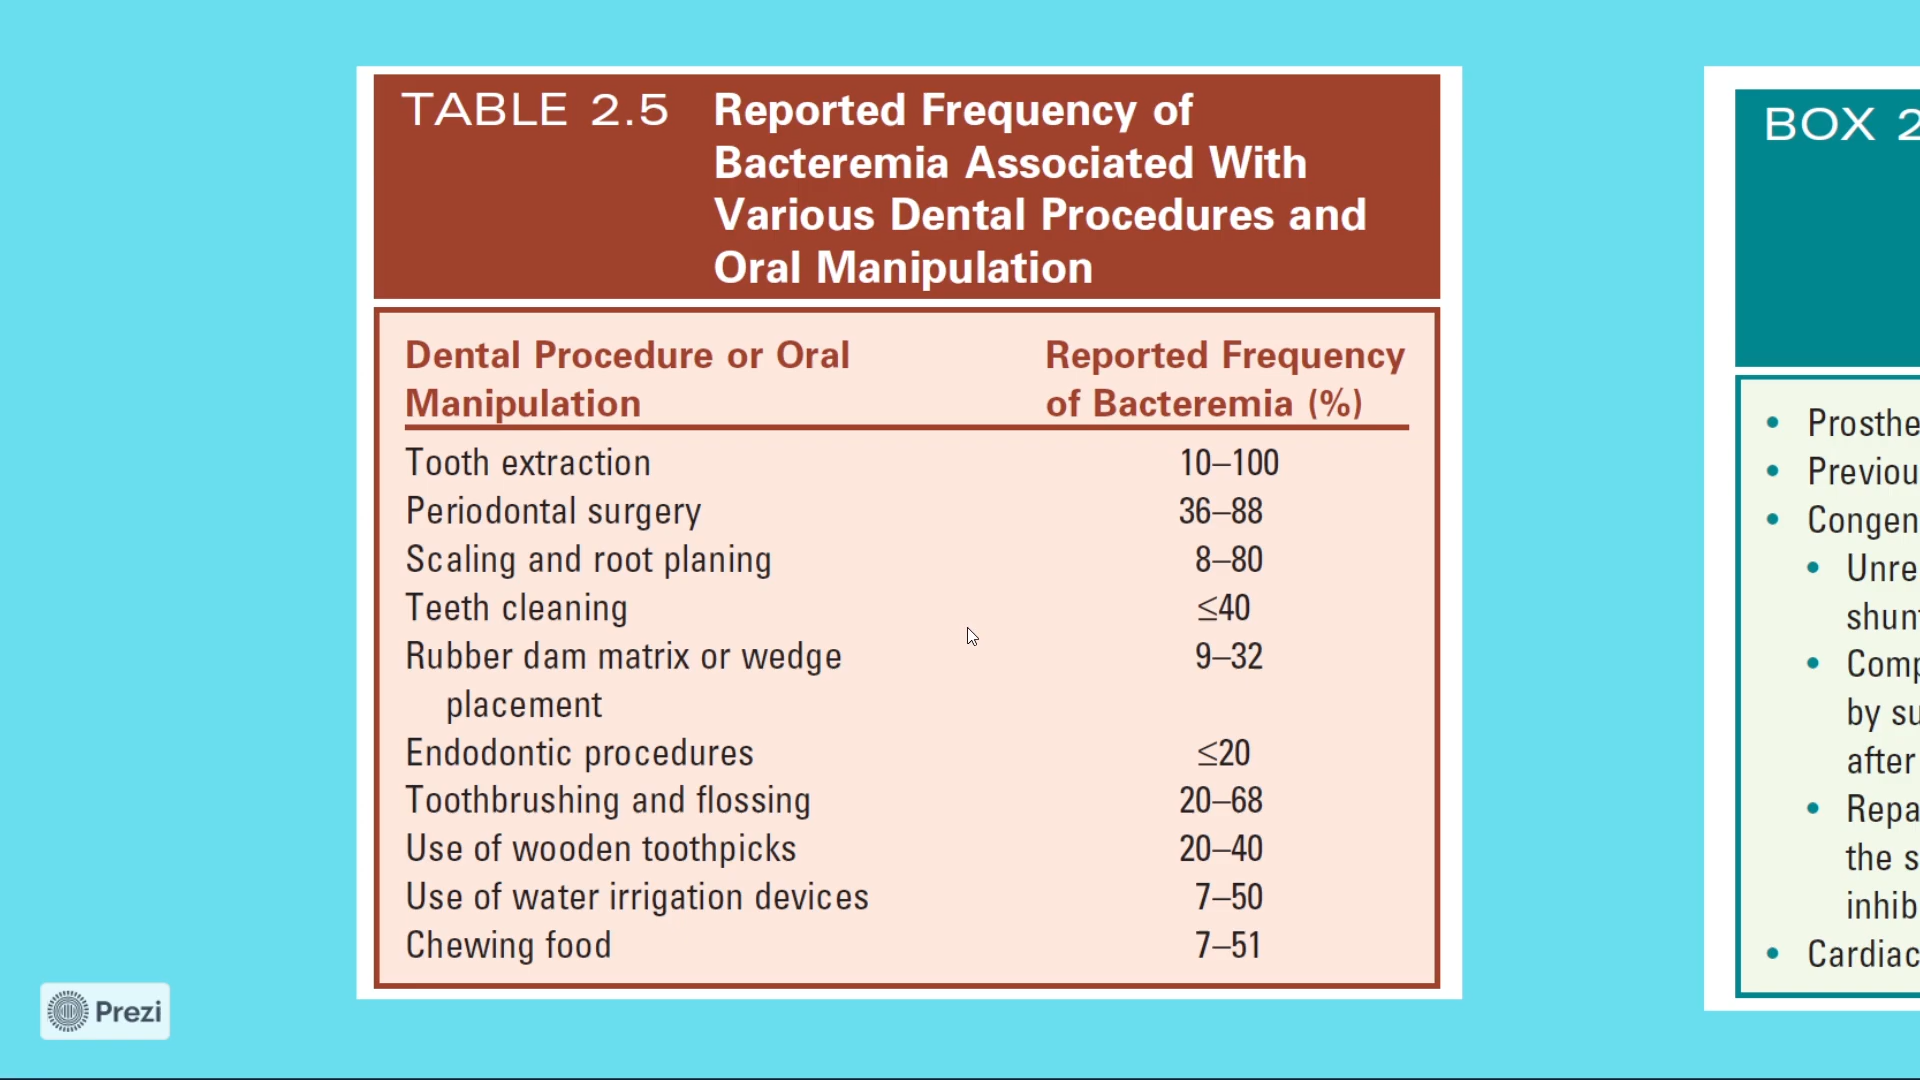 TABLE 2.5 Reported Frequency of
Bacteremia Associated With
Various Dental Procedures and
Oral Manipulation
Dental Procedure or Oral Manipulation
Reported Frequency of Bacteremia (%)
Tooth extraction 10–100
Periodontal surgery 36–88
Scaling and root planing 8–80
Teeth cleaning ≤40
Rubber dam matrix or wedge 9–32
placement
Endodontic procedures ≤20
Toothbrushing and flossing 20–68
Use of wooden toothpicks 20–40
Use of water irrigation devices 7–50
Chewing food 7–51
BOX 2
• Prosthe
• Previou
• Congen
• Unre
shunt
• Comp
by su
after
• Repa
the s
inhib
• Cardiac
Prezi